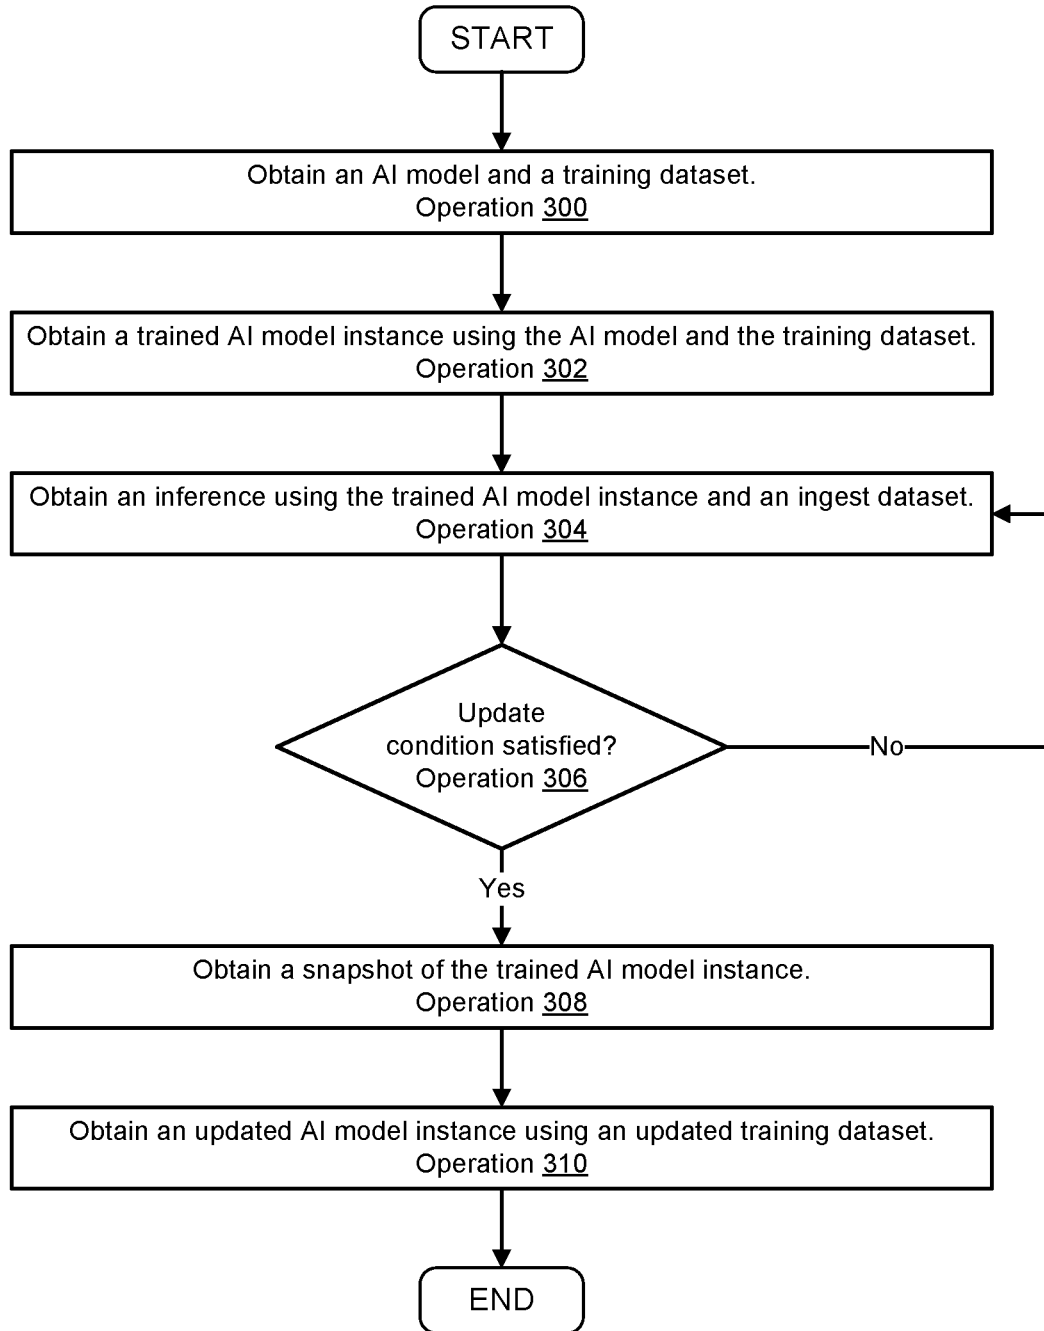 START
Obtain an AI model and a training dataset.
Operation 300
Obtain a trained AI model instance using the AI model and the training dataset.
Operation 302
Obtain an inference using the trained AI model instance and an ingest dataset.
Operation 304
Update
condition satisfied?
Operation 306
No
Yes
Obtain a snapshot of the trained AI model instance.
Operation 308
Obtain an updated AI model instance using an updated training dataset.
Operation 310
END